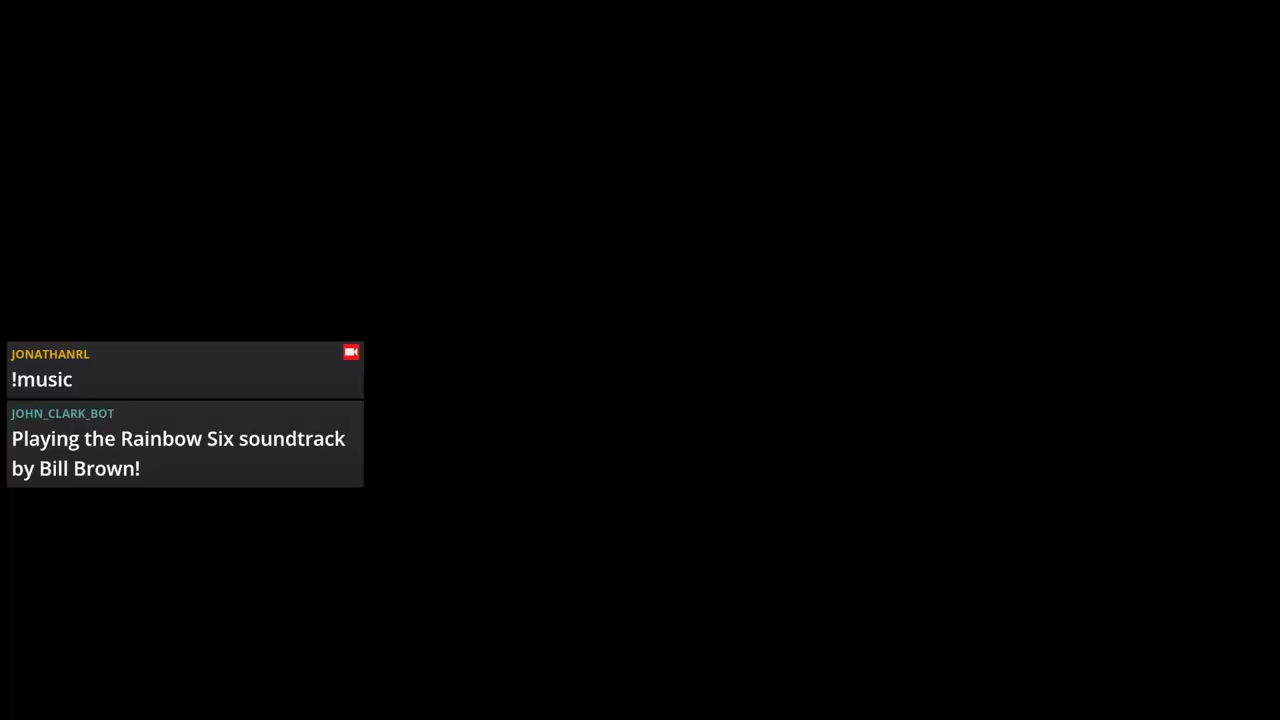 JONATHANRL
!music
JOHN_CLARK_BOT
Playing the Rainbow Six soundtrack
by Bill Brown!